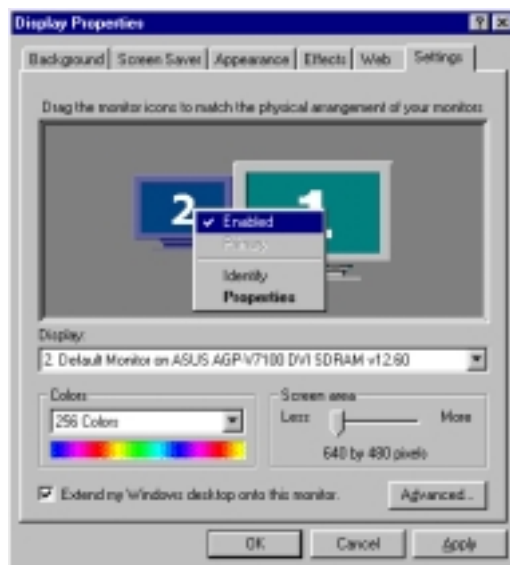 Display Properties
Background Screen Saver Appearance Effects Web Settings
Drag the monitor icons to match the physical arrangement of your monitors
2 1
Enabled
Primary
Identify
Properties
Display:
2. Default Monitor on ASUS AGP-V7100 DVI SDRAM v12.60
Colors
Screen area
256 Colors
Less More
640 by 480 pixels
Extend my Windows desktop onto this monitor.
Advanced...
OK Cancel Apply